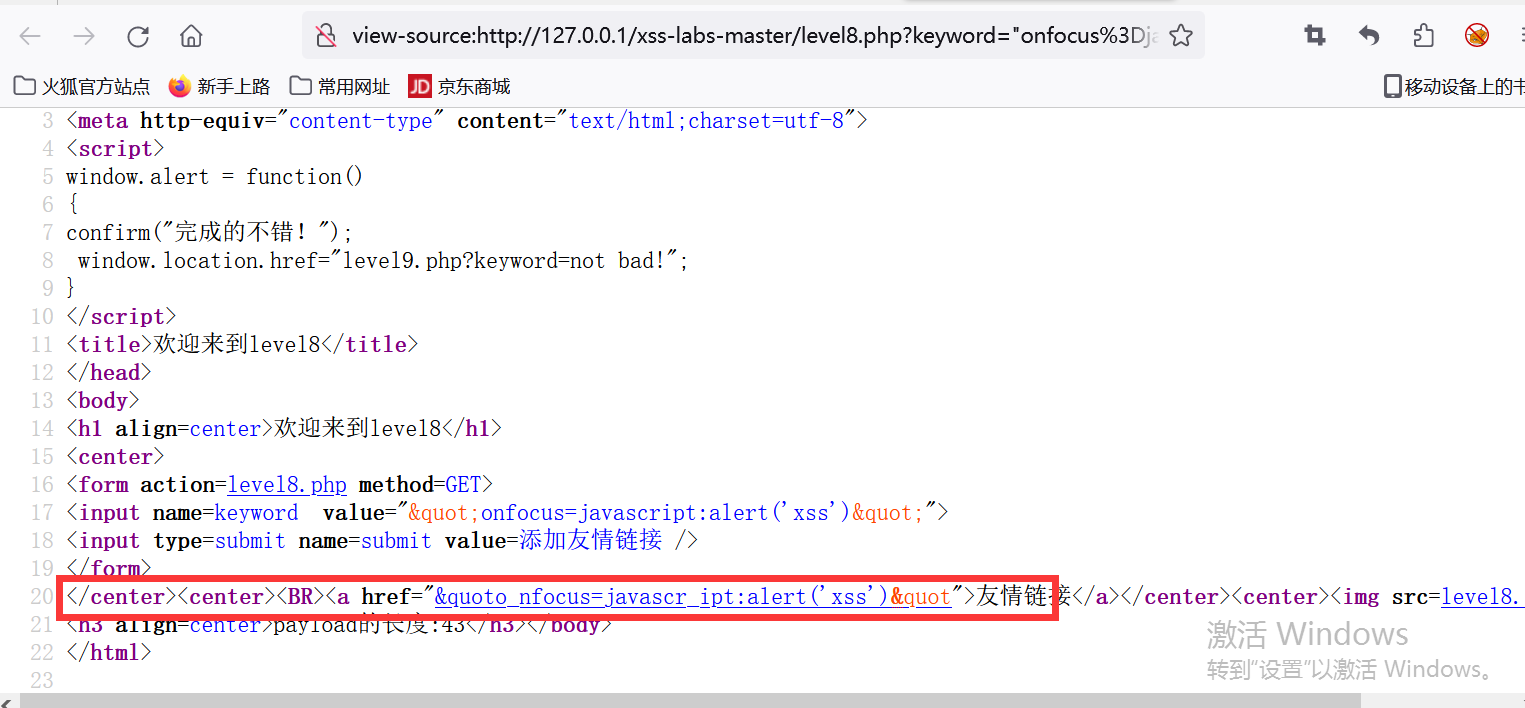 view-source:http://127.0.0.1/xss-labs-master/level8.php?keyword="onfocus%3Dja
火狐官方站点 新手上路 常用网址 JD 京东商城 移动设备上的书
3 <meta http-equiv="content-type" content="text/html;charset=utf-8">
4 <script>
5 window.alert = function()
6 {
7 confirm("完成的不错！");
8  window.location.href="level9.php?keyword=not bad!";
9 }
10 </script>
11 <title>欢迎来到level8</title>
12 </head>
13 <body>
14 <h1 align=center>欢迎来到level8</h1>
15 <center>
16 <form action=level8.php method=GET>
17 <input name=keyword  value="&quot;onfocus=javascript:alert('xss')&quot;">
18 <input type=submit name=submit value=添加友情链接 />
19 </form>
20 </center><center><BR><a href="&quoto_nfocus=javascr_ipt:alert('xss')&quot">友情链接</a></center><center><img src=level8.
21 <h3 align=center>payload的长度:43</h3></body>
22 </html>
23
激活 Windows
转到"设置"以激活 Windows。